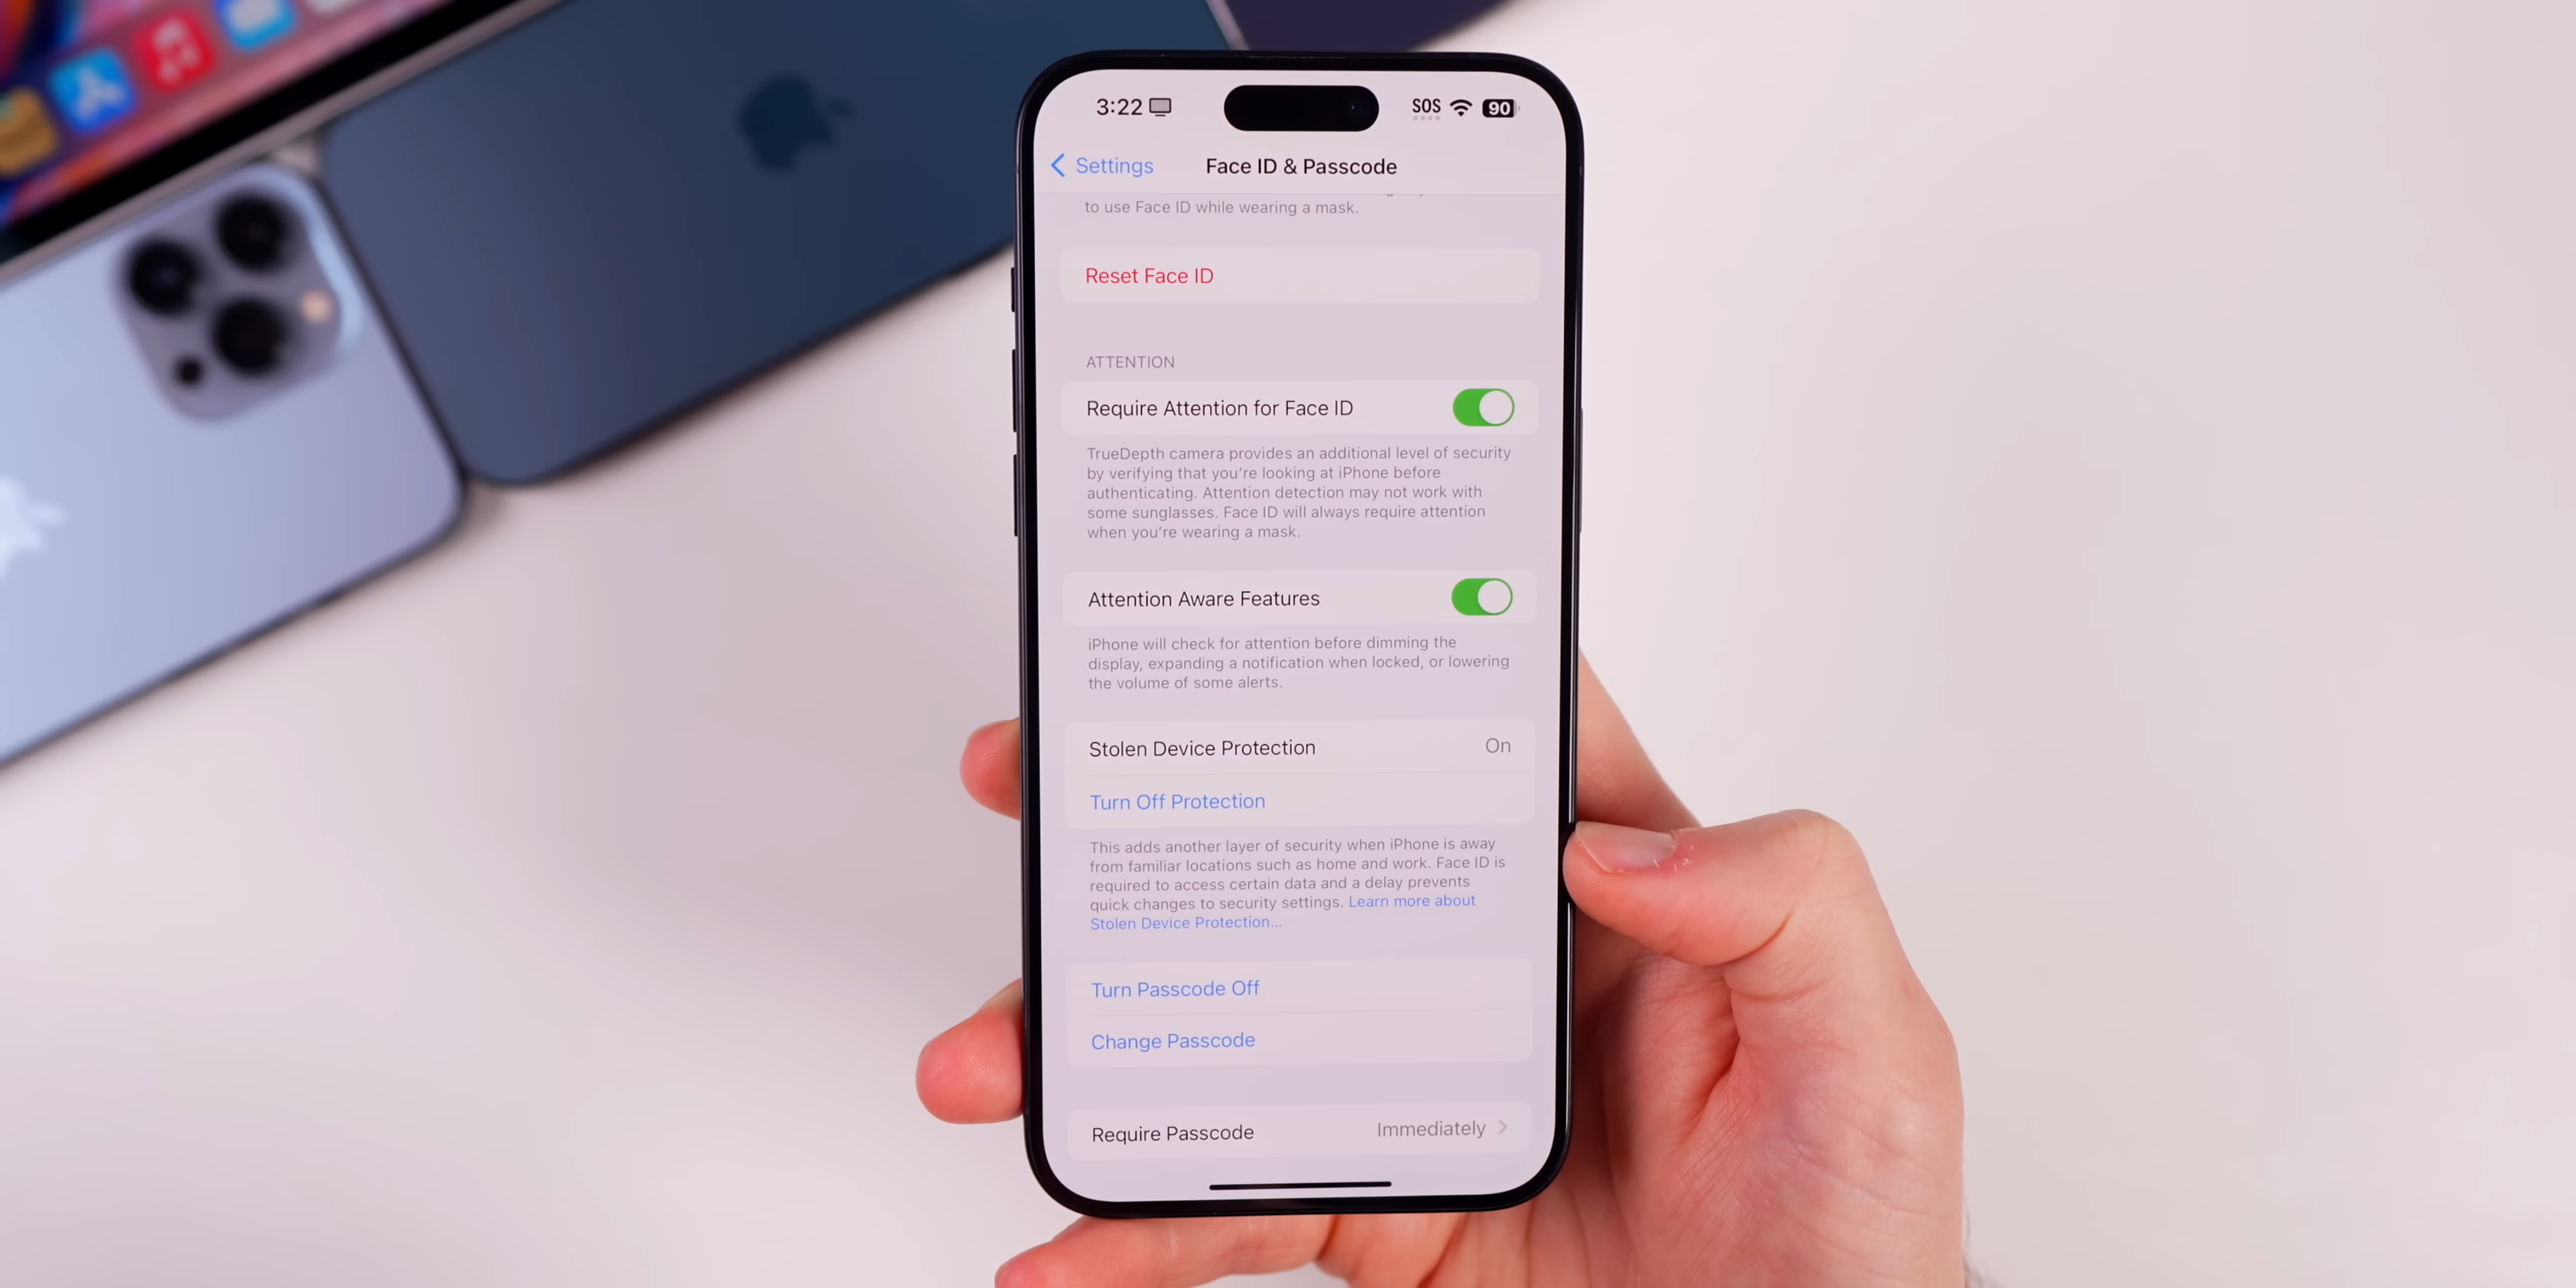 3:22
SOS
90
Settings
Face ID & Passcode
to use Face ID while wearing a mask.
Reset Face ID
ATTENTION
Require Attention for Face ID
TrueDepth camera provides an additional level of security
by verifying that you’re looking at iPhone before
authenticating. Attention detection may not work with
some sunglasses. Face ID will always require attention
when you’re wearing a mask.
Attention Aware Features
iPhone will check for attention before dimming the
display, expanding a notification when locked, or lowering
the volume of some alerts.
Stolen Device Protection
On
Turn Off Protection
This adds another layer of security when iPhone is away
from familiar locations such as home and work. Face ID is
required to access certain data and a delay prevents
quick changes to security settings. Learn more about
Stolen Device Protection...
Turn Passcode Off
Change Passcode
Require Passcode
Immediately